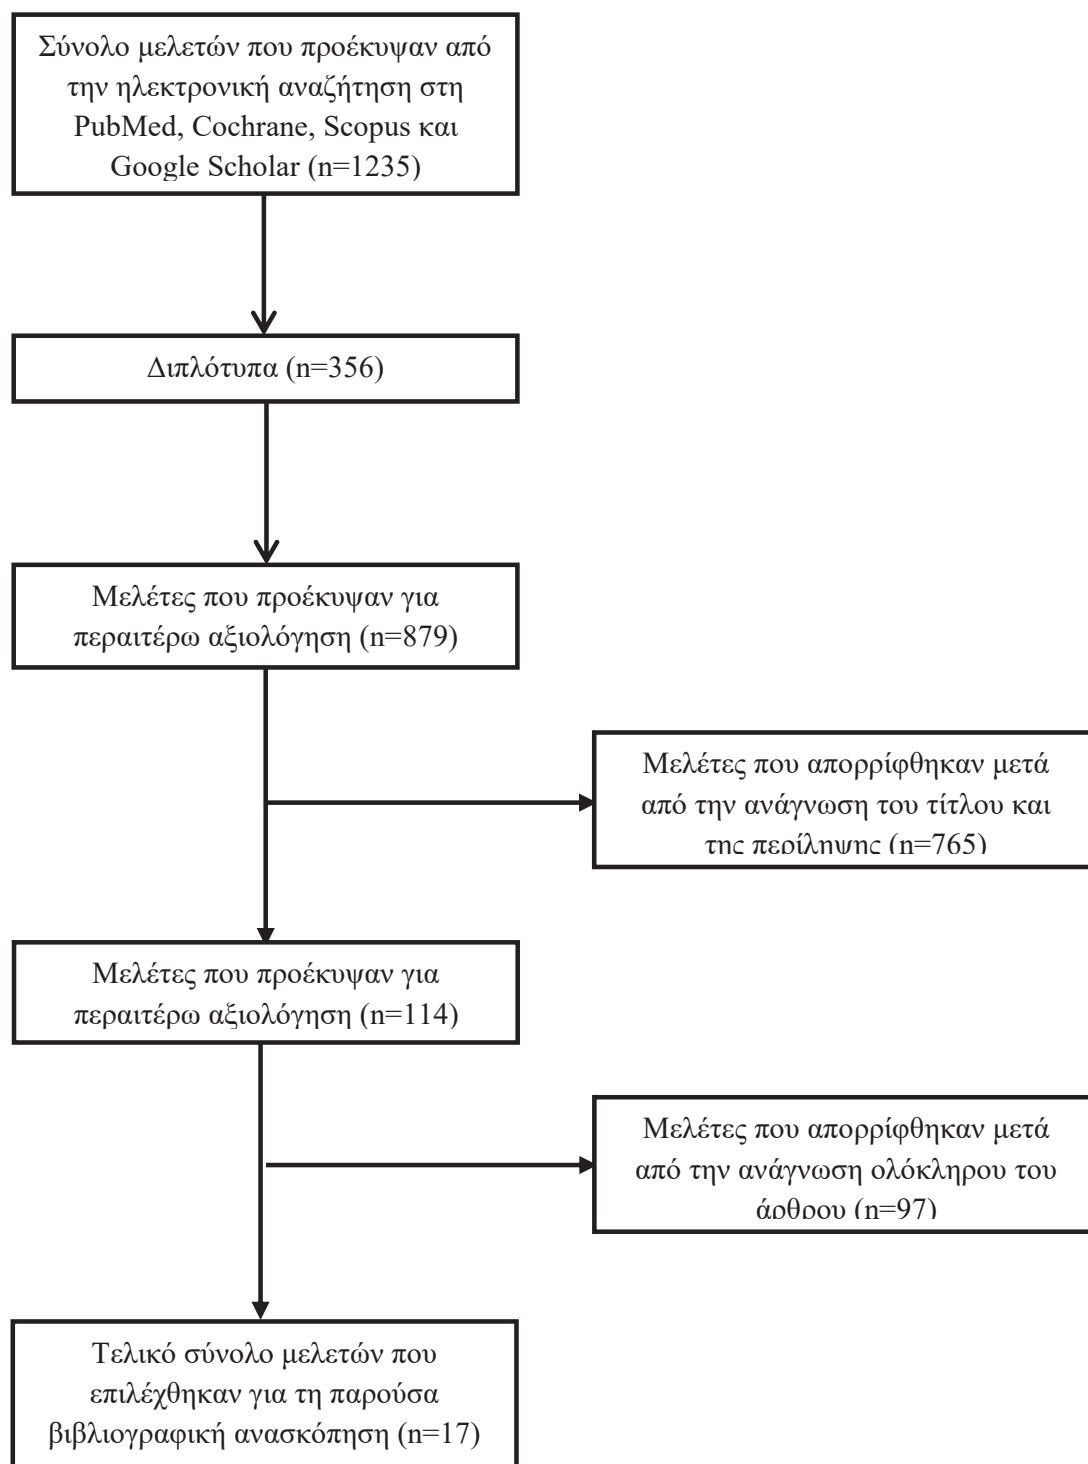 Σύνολο μελετών που προέκυψαν από
την ηλεκτρονική αναζήτηση στη
PubMed, Cochrane, Scopus και
Google Scholar (n=1235)
Διπλότυπα (n=356)
Μελέτες που προέκυψαν για
περαιτέρω αξιολόγηση (n=879)
Μελέτες που απορρίφθηκαν μετά
από την ανάγνωση του τίτλου και
της περίληψης (n=765)
Μελέτες που προέκυψαν για
περαιτέρω αξιολόγηση (n=114)
Μελέτες που απορρίφθηκαν μετά
από την ανάγνωση ολόκληρου του
άρθρου (n=97)
Τελικό σύνολο μελετών που
επιλέχθηκαν για τη παρούσα
βιβλιογραφική ανασκόπηση (n=17)